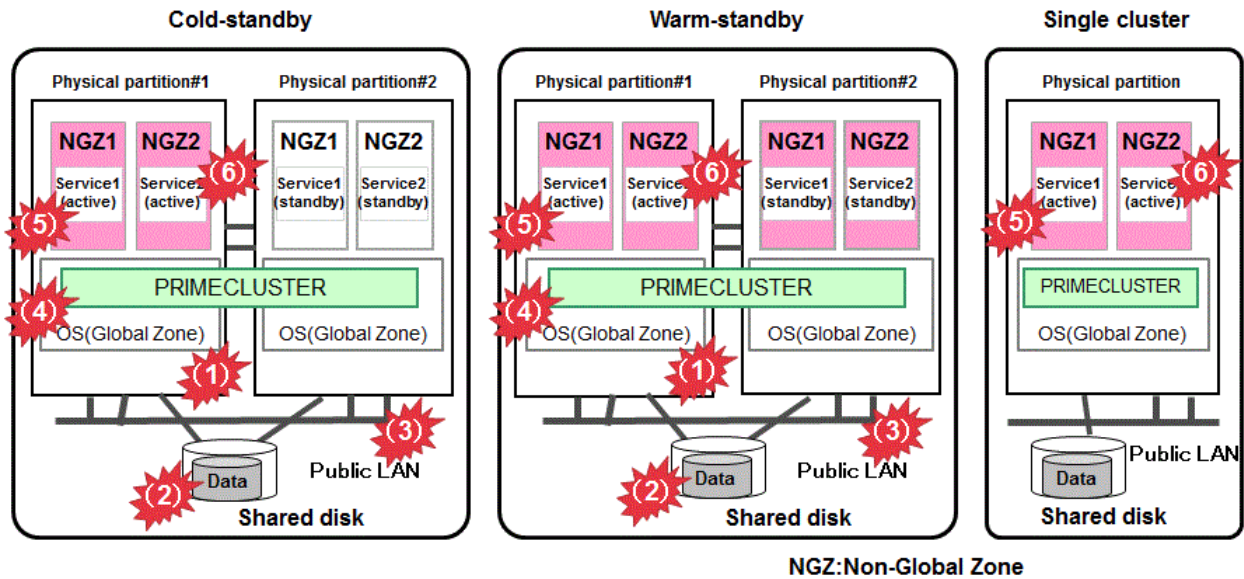 Cold-standby
Physical partition#1
Physical partition#2
NGZ1
NGZ2
(6)
NGZ1
NGZ2
Service1
(active)
Service2
(active)
Service1
(standby)
Service2
(standby)
(5)
PRIMECLUSTER
(4)
OS(Global Zone)
OS(Global Zone)
(1)
(3)
Public LAN
(2)
Data
Shared disk
Warm-standby
Physical partition#1
Physical partition#2
NGZ1
NGZ2
(6)
NGZ1
NGZ2
Service1
(active)
Service2
(active)
Service1
(standby)
Service2
(standby)
(5)
PRIMECLUSTER
(4)
OS(Global Zone)
OS(Global Zone)
(1)
(3)
Public LAN
(2)
Data
Shared disk
Single cluster
Physical partition
NGZ1
NGZ2
(6)
Service1
(active)
Service2
(active)
(5)
PRIMECLUSTER
OS(Global Zone)
Public LAN
Data
Shared disk
NGZ:Non-Global Zone